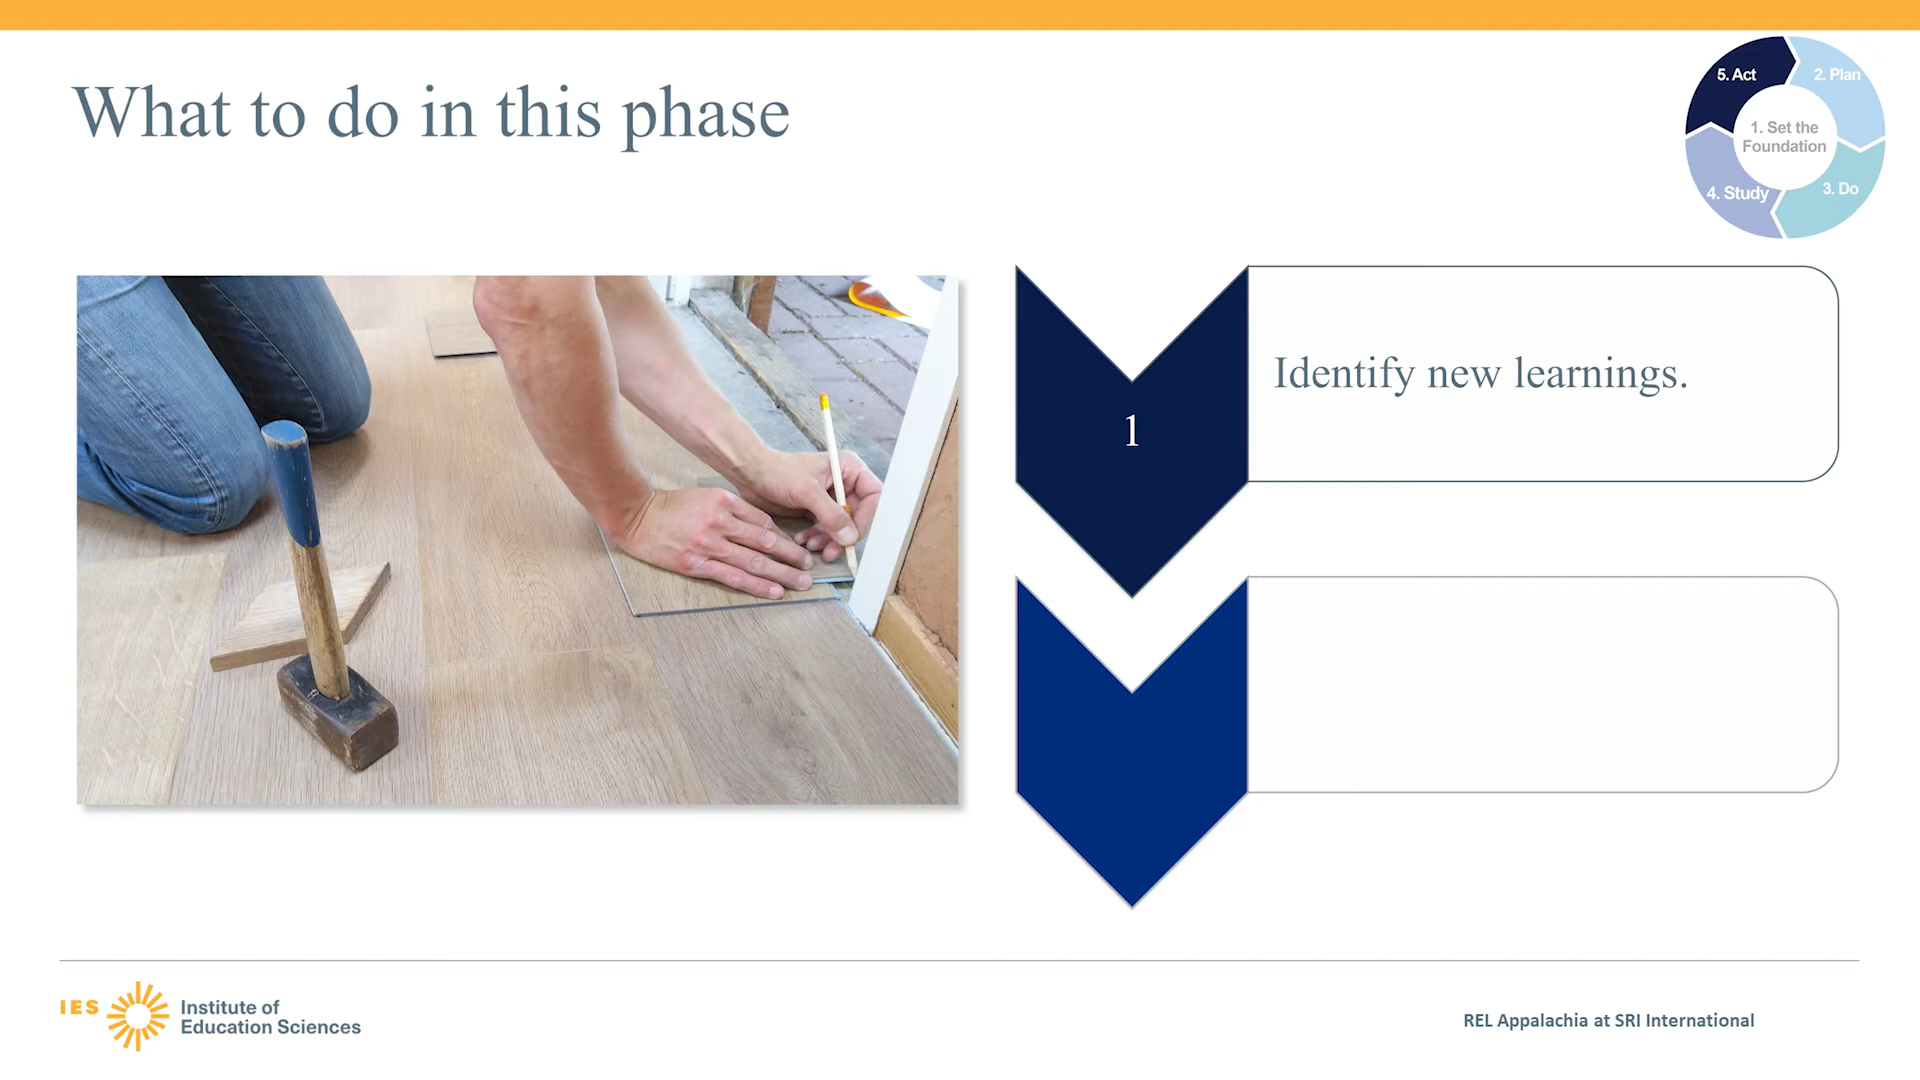 What to do in this phase
5. Act
2. Plan
1. Set the
Foundation
4. Study
3. Do
1
Identify new learnings.
IES
Institute of
Education Sciences
REL Appalachia at SRI International